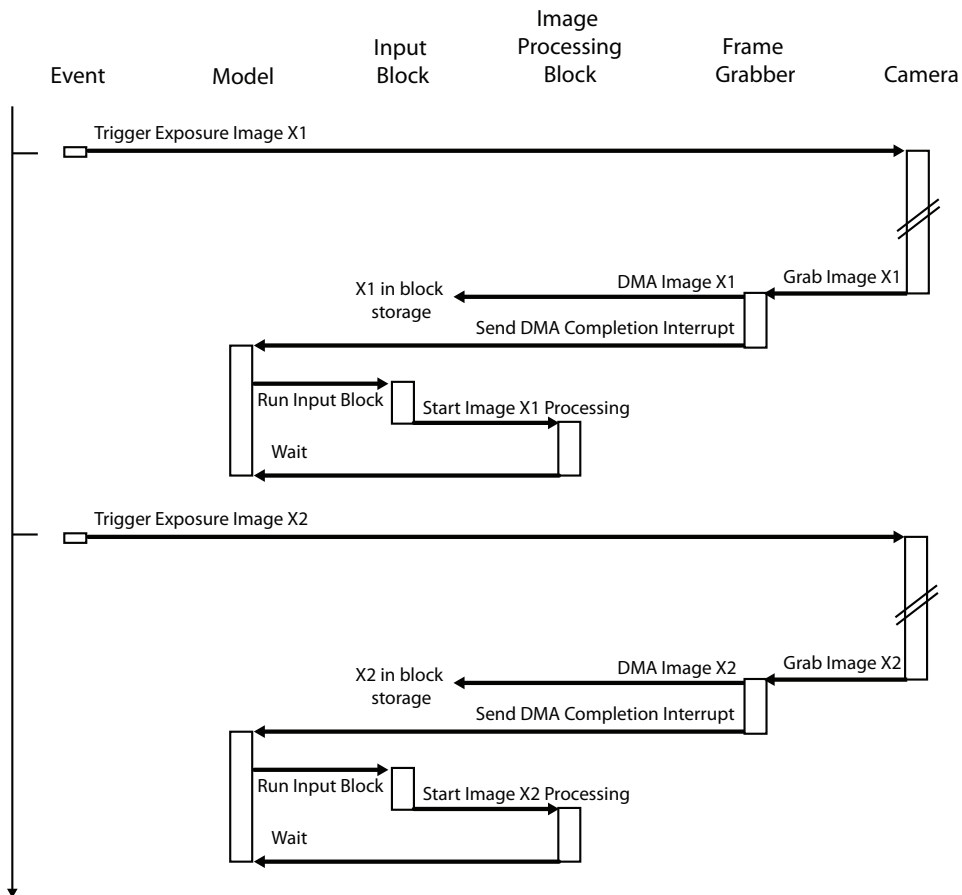 Event
Model
Input
Block
Image
Processing
Block
Frame
Grabber
Camera
Trigger Exposure Image X1
Grab Image X1
DMA Image X1
X1 in block
storage
Send DMA Completion Interrupt
Run Input Block
Start Image X1 Processing
Wait
Trigger Exposure Image X2
Grab Image X2
DMA Image X2
X2 in block
storage
Send DMA Completion Interrupt
Run Input Block
Start Image X2 Processing
Wait